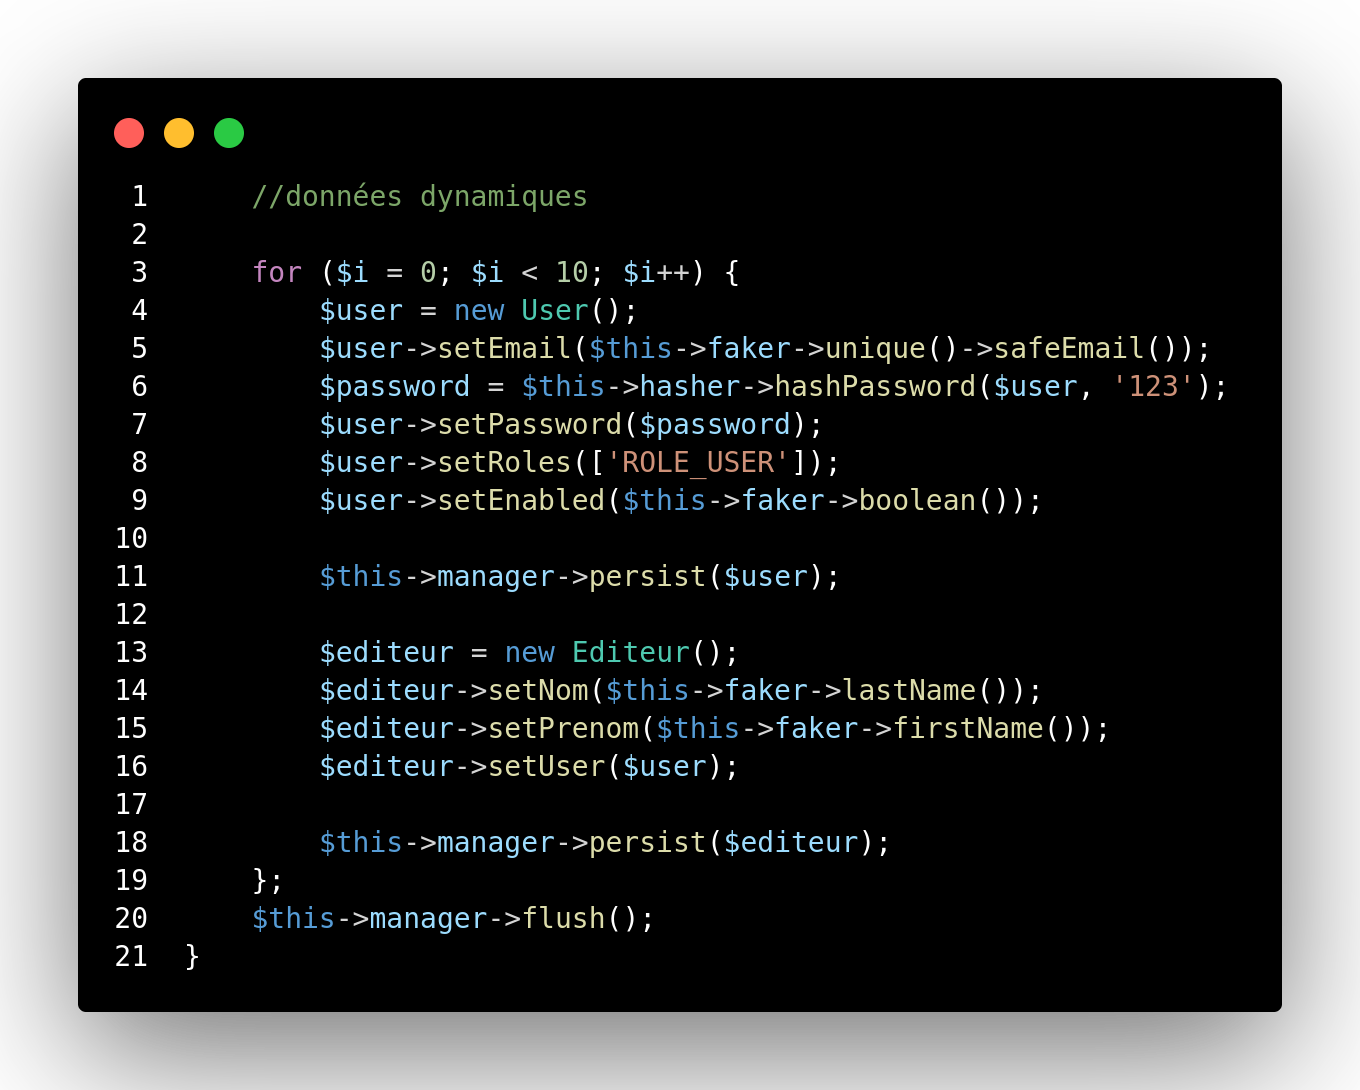 1 //données dynamiques
2
3 for ($i = 0; $i < 10; $i++) {
4 $user = new User();
5 $user->setEmail($this->faker->unique()->safeEmail());
6 $password = $this->hasher->hashPassword($user, '123');
7 $user->setPassword($password);
8 $user->setRoles(['ROLE_USER']);
9 $user->setEnabled($this->faker->boolean());
10
11 $this->manager->persist($user);
12
13 $editeur = new Editeur();
14 $editeur->setNom($this->faker->lastName());
15 $editeur->setPrenom($this->faker->firstName());
16 $editeur->setUser($user);
17
18 $this->manager->persist($editeur);
19 };
20 $this->manager->flush();
21 }